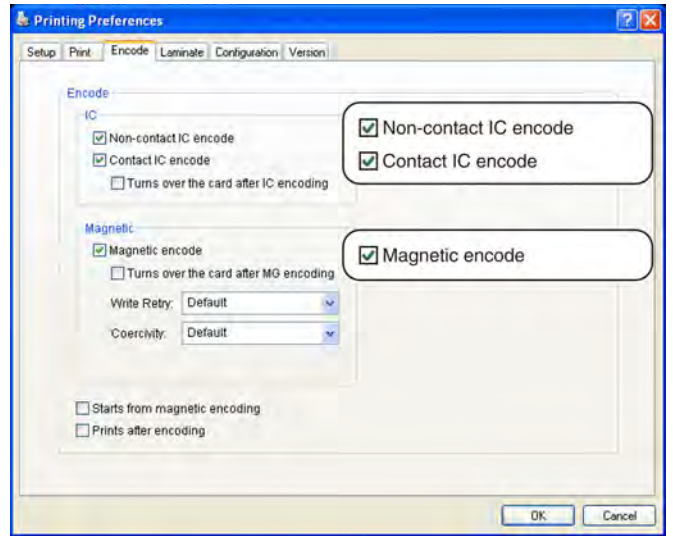 Printing Preferences
Setup Print Encode Laminate Configuration Version
Encode
IC
Non-contact IC encode
Contact IC encode
Turns over the card after IC encoding
Non-contact IC encode
Contact IC encode
Magnetic
Magnetic encode
Turns over the card after MG encoding
Write Retry: Default
Coercivity: Default
Magnetic encode
Starts from magnetic encoding
Prints after encoding
OK Cancel